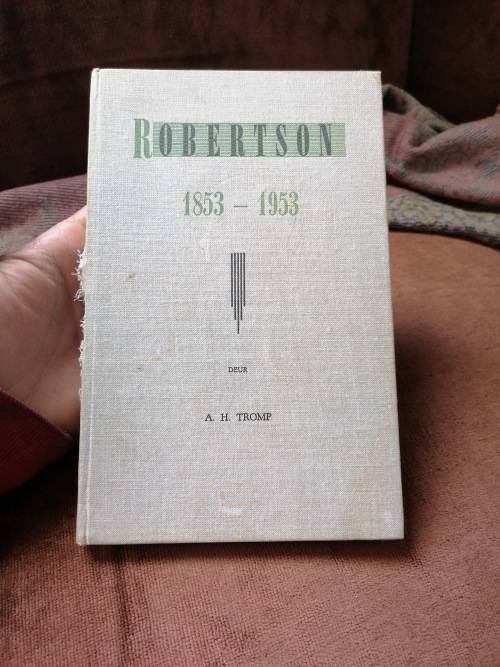 ROBERTSON
1853 – 1953
DEUR
A. H. TROMP